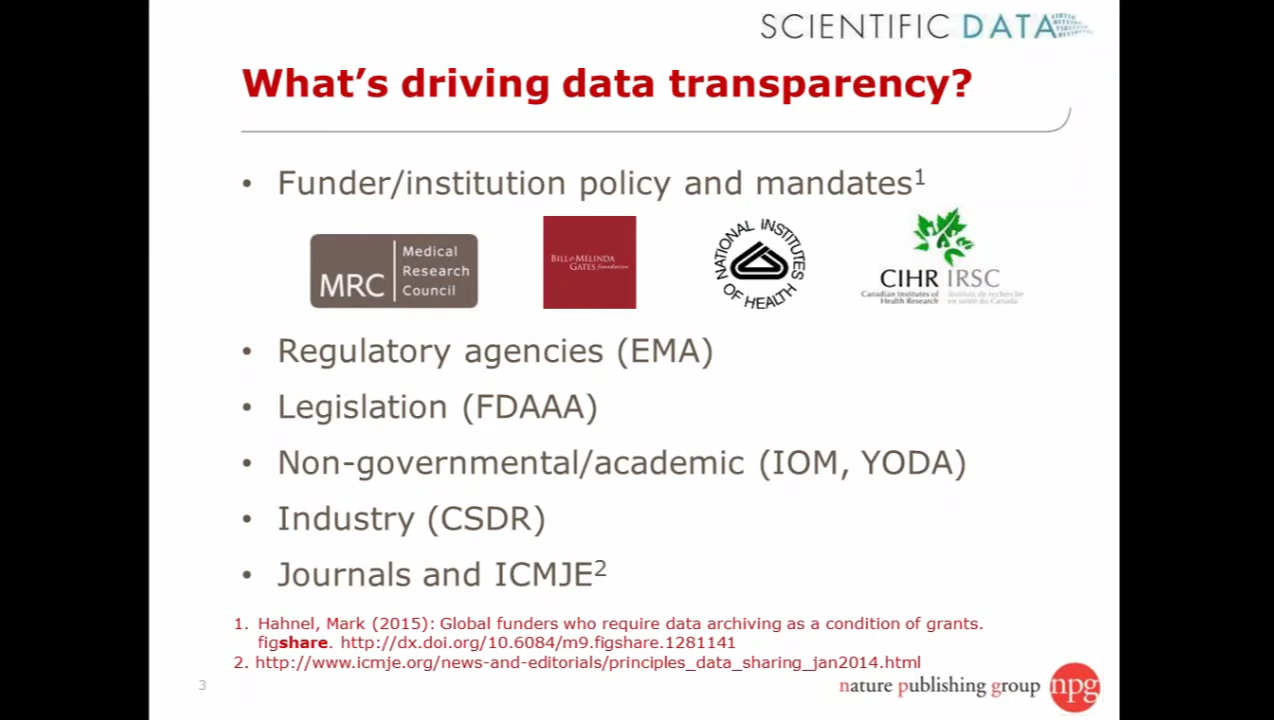 SCIENTIFIC DATA
What's driving data transparency?
• Funder/institution policy and mandates1
MRC Medical Research Council
BILL & MELINDA GATES foundation
NATIONAL INSTITUTES OF HEALTH
CIHR IRSC
Canadian Institutes of Health Research
Instituts de recherche en santé du Canada
• Regulatory agencies (EMA)
• Legislation (FDAAA)
• Non-governmental/academic (IOM, YODA)
• Industry (CSDR)
• Journals and ICMJE2
1. Hahnel, Mark (2015): Global funders who require data archiving as a condition of grants.
figshare. http://dx.doi.org/10.6084/m9.figshare.1281141
2. http://www.icmje.org/news-and-editorials/principles_data_sharing_jan2014.html
3
nature publishing group npg